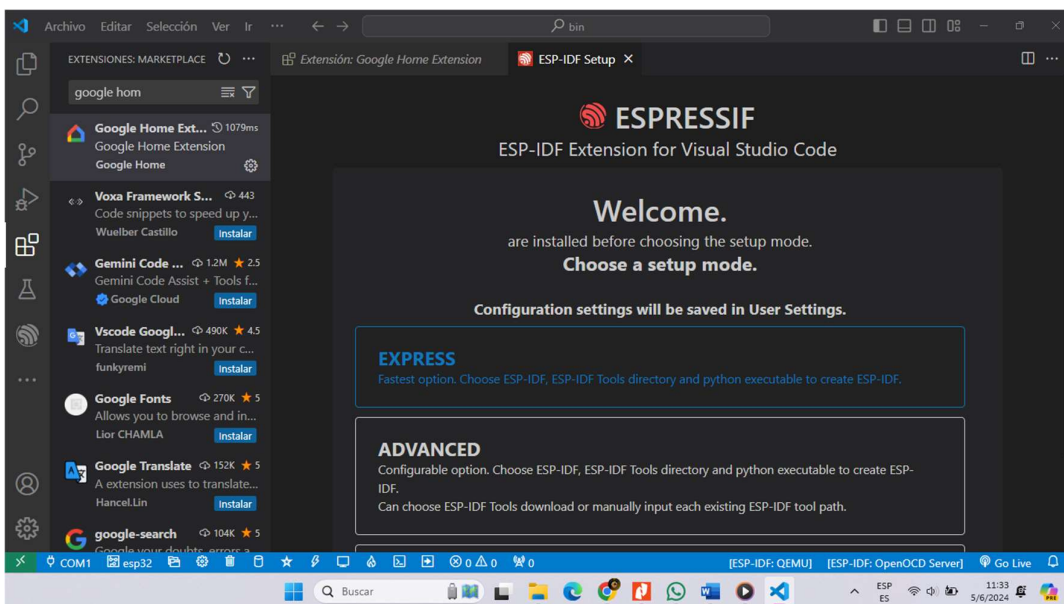 Archivo Editar Selección Ver Ir ... bin
EXTENSIONES: MARKETPLACE
google hom
Google Home Ext... 1079ms
Google Home Extension
Google Home
Voxa Framework S... 443
Code snippets to speed up y...
Wuelber Castillo Instalar
Gemini Code ... 1.2M ★ 2.5
Gemini Code Assist + Tools f...
Google Cloud Instalar
Vscode Googl... 490K ★ 4.5
Translate text right in your c...
funkyremi Instalar
Google Fonts 270K ★ 5
Allows you to browse and in...
Lior CHAMLA Instalar
Google Translate 152K ★ 5
A extension uses to translate...
Hancel.Lin Instalar
google-search 104K ★ 5
Google your doubts, errors a
Extensión: Google Home Extension ESP-IDF Setup
ESPRESSIF
ESP-IDF Extension for Visual Studio Code
Welcome.
are installed before choosing the setup mode.
Choose a setup mode.
Configuration settings will be saved in User Settings.
EXPRESS
Fastest option. Choose ESP-IDF, ESP-IDF Tools directory and python executable to create ESP-IDF.
ADVANCED
Configurable option. Choose ESP-IDF, ESP-IDF Tools directory and python executable to create ESP-
IDF.
Can choose ESP-IDF Tools download or manually input each existing ESP-IDF tool path.
COM1 esp32 0 0 0 [ESP-IDF: QEMU] [ESP-IDF: OpenOCD Server] Go Live
Buscar
ESP
ES
11:33
5/6/2024
PRE